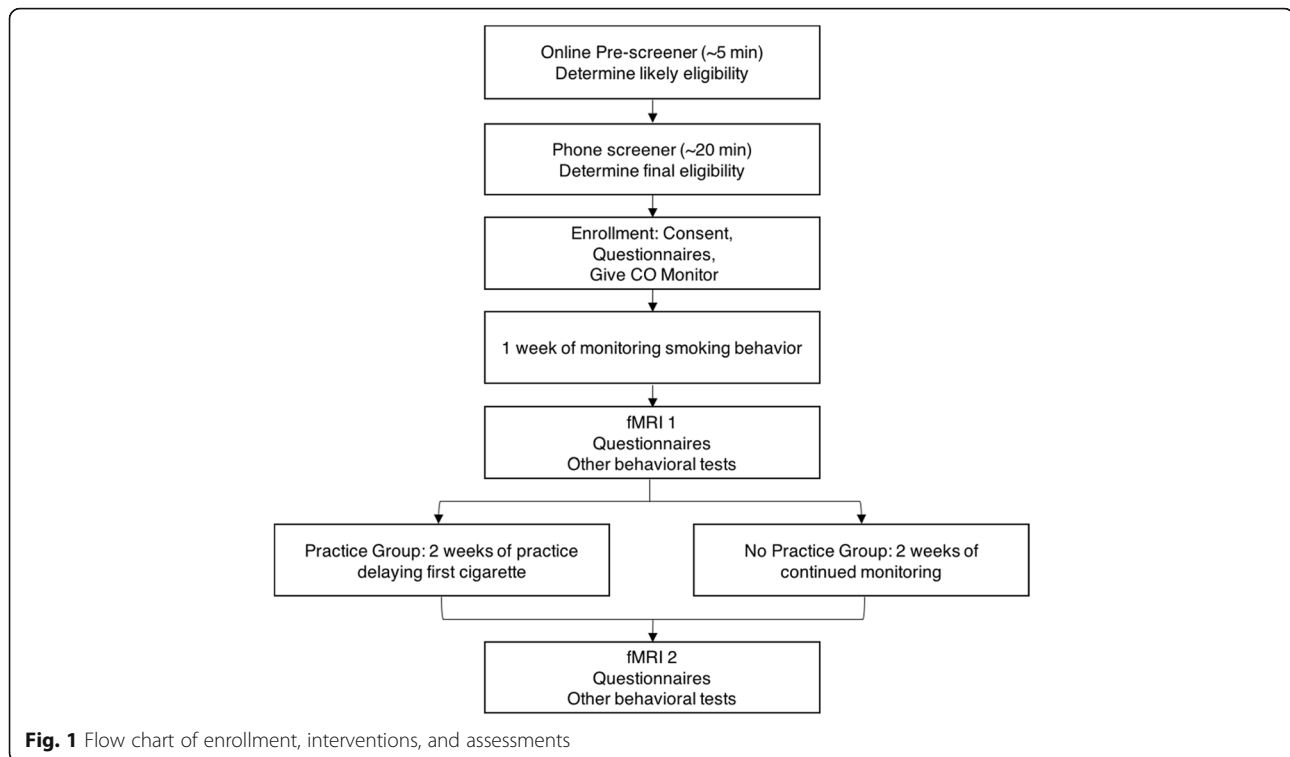 Online Pre-screener (~5 min)
Determine likely eligibility
Phone screener (~20 min)
Determine final eligibility
Enrollment: Consent,
Questionnaires,
Give CO Monitor
1 week of monitoring smoking behavior
fMRI 1
Questionnaires
Other behavioral tests
Practice Group: 2 weeks of practice
delaying first cigarette
No Practice Group: 2 weeks of
continued monitoring
fMRI 2
Questionnaires
Other behavioral tests
Fig. 1 Flow chart of enrollment, interventions, and assessments